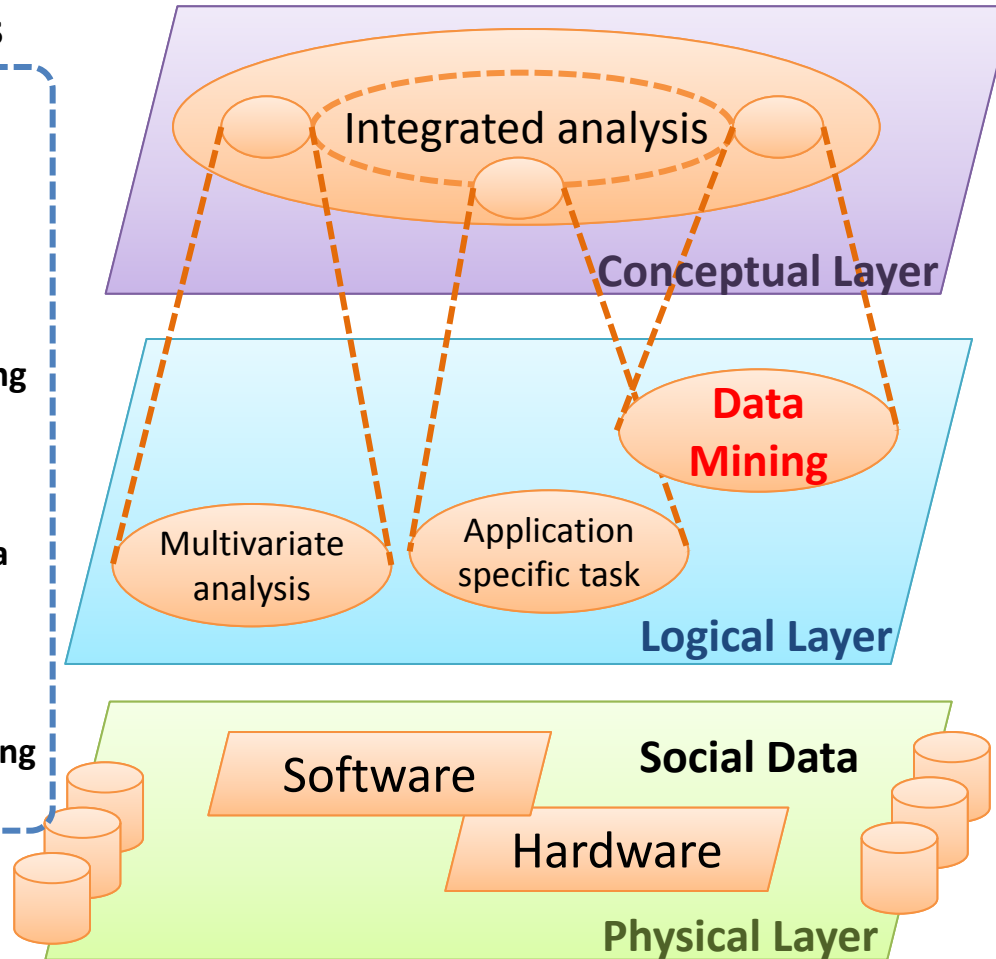 Integrated analysis
Conceptual Layer
Data
Mining
Multivariate
analysis
Application
specific task
Logical Layer
Social Data
Software
Hardware
Physical Layer